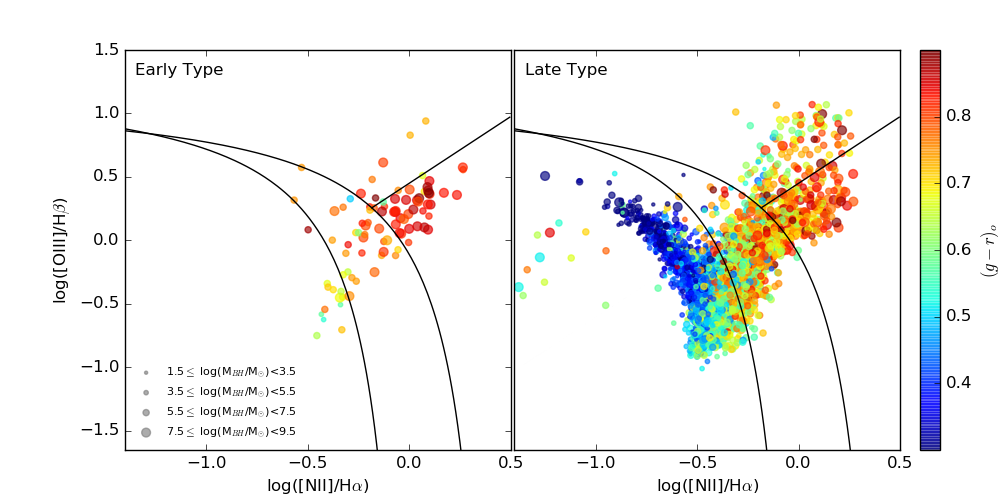 Early Type
Late Type
1.5
1.0
0.5
0.0
−0.5
−1.0
−1.5
log([OIII]/Hβ)
1.5≤ log(M_BH/M_☉)<3.5
3.5≤ log(M_BH/M_☉)<5.5
5.5≤ log(M_BH/M_☉)<7.5
7.5≤ log(M_BH/M_☉)<9.5
−1.0 −0.5 0.0 0.5
−1.0 −0.5 0.0 0.5
log([NII]/Hα)
log([NII]/Hα)
0.8
0.7
0.6
0.5
0.4
(g − r)_o